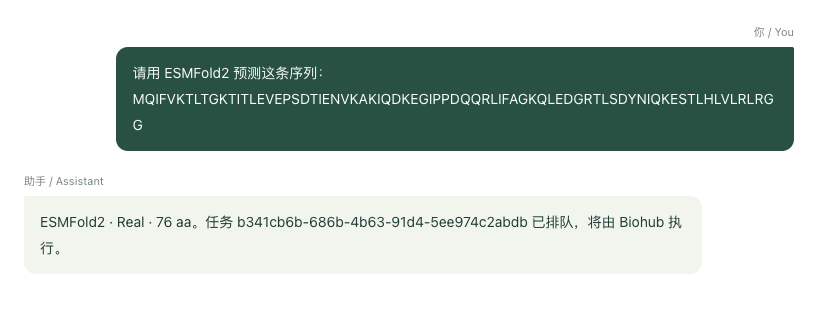 你 / You
请用 ESMFold2 预测这条序列：
MQIFVKTLTGKTITLEVEPSDTIENVKAKIQDKEGIPPDQQRLIFAGKQLEDGRTLSDYNIQKESTLHLVLRLRG
G
助手 / Assistant
ESMFold2 · Real · 76 aa。任务 b341cb6b-686b-4b63-91d4-5ee974c2abdb 已排队，将由 Biohub 执
行。